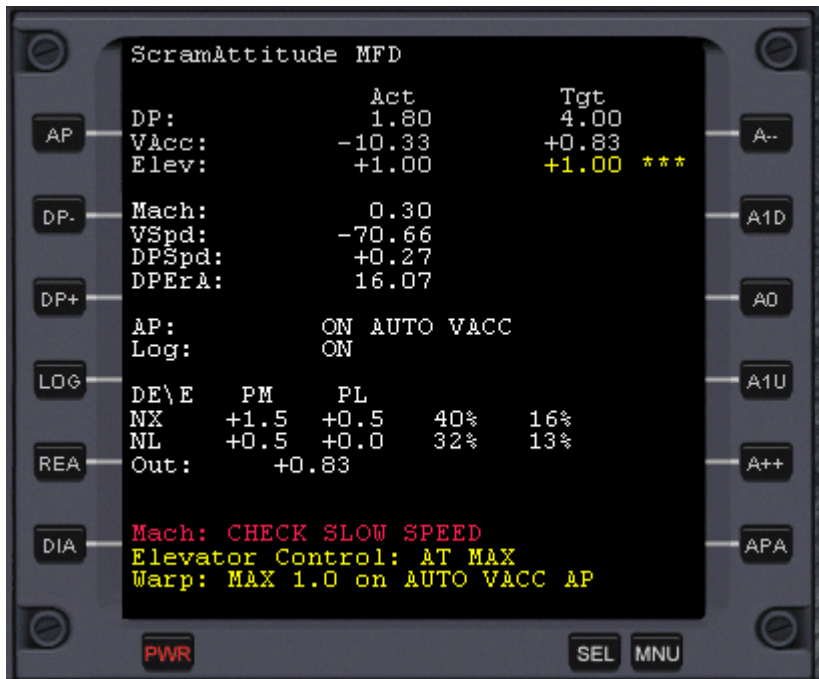 ScramAttitude MFD
Act Tgt
DP: 1.80 4.00
VAcc: -10.33 +0.83
Elev: +1.00 +1.00 ***
Mach: 0.30
VSpd: -70.66
DPSpd: +0.27
DPErA: 16.07
AP: ON AUTO VACC
Log: ON
DE\E PM PL
NX +1.5 +0.5 40% 16%
NL +0.5 +0.0 32% 13%
Out: +0.83
Mach: CHECK SLOW SPEED
Elevator Control: AT MAX
Warp: MAX 1.0 on AUTO VACC AP
AP
DP-
DP+
LOG
REA
DIA
A--
A1D
A0
A1U
A++
APA
PWR SEL MNU